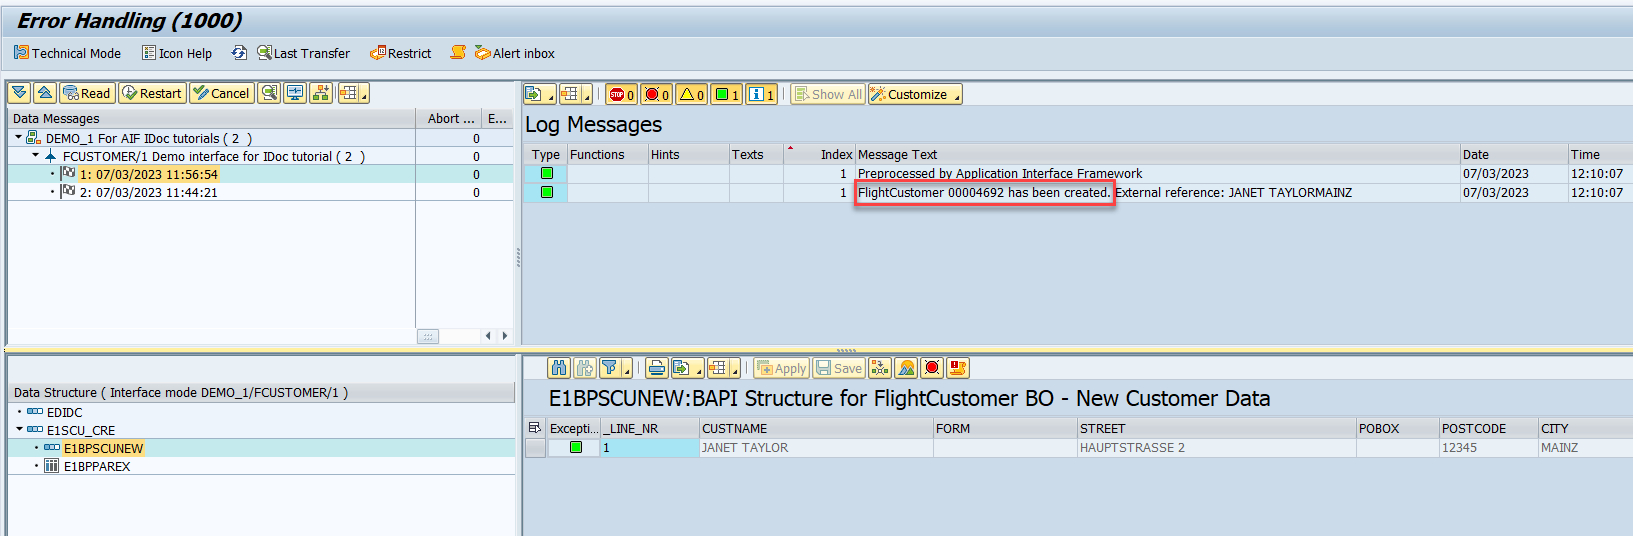 Error Handling (1000)
Technical Mode Icon Help Last Transfer Restrict Alert inbox
Read Restart Cancel
Data Messages Abort ... E...
DEMO_1 For AIF IDoc tutorials ( 2 ) 0
FCUSTOMER/1 Demo interface for IDoc tutorial ( 2 ) 0
1: 07/03/2023 11:56:54 0
2: 07/03/2023 11:44:21 0
STOP 0 0 0 1 1 Show All Customize
Log Messages
Type Functions Hints Texts Index Message Text Date Time
1 Preprocessed by Application Interface Framework 07/03/2023 12:10:07
1 FlightCustomer 00004692 has been created. External reference: JANET TAYLORMAINZ 07/03/2023 12:10:07
Data Structure ( Interface mode DEMO_1/FCUSTOMER/1 )
EDIDC
E1SCU_CRE
E1BPSCUNEW
E1BPPAREX
Apply Save
E1BPSCUNEW:BAPI Structure for FlightCustomer BO - New Customer Data
Excepti... _LINE_NR CUSTNAME FORM STREET POBOX POSTCODE CITY
1 JANET TAYLOR HAUPTSTRASSE 2 12345 MAINZ